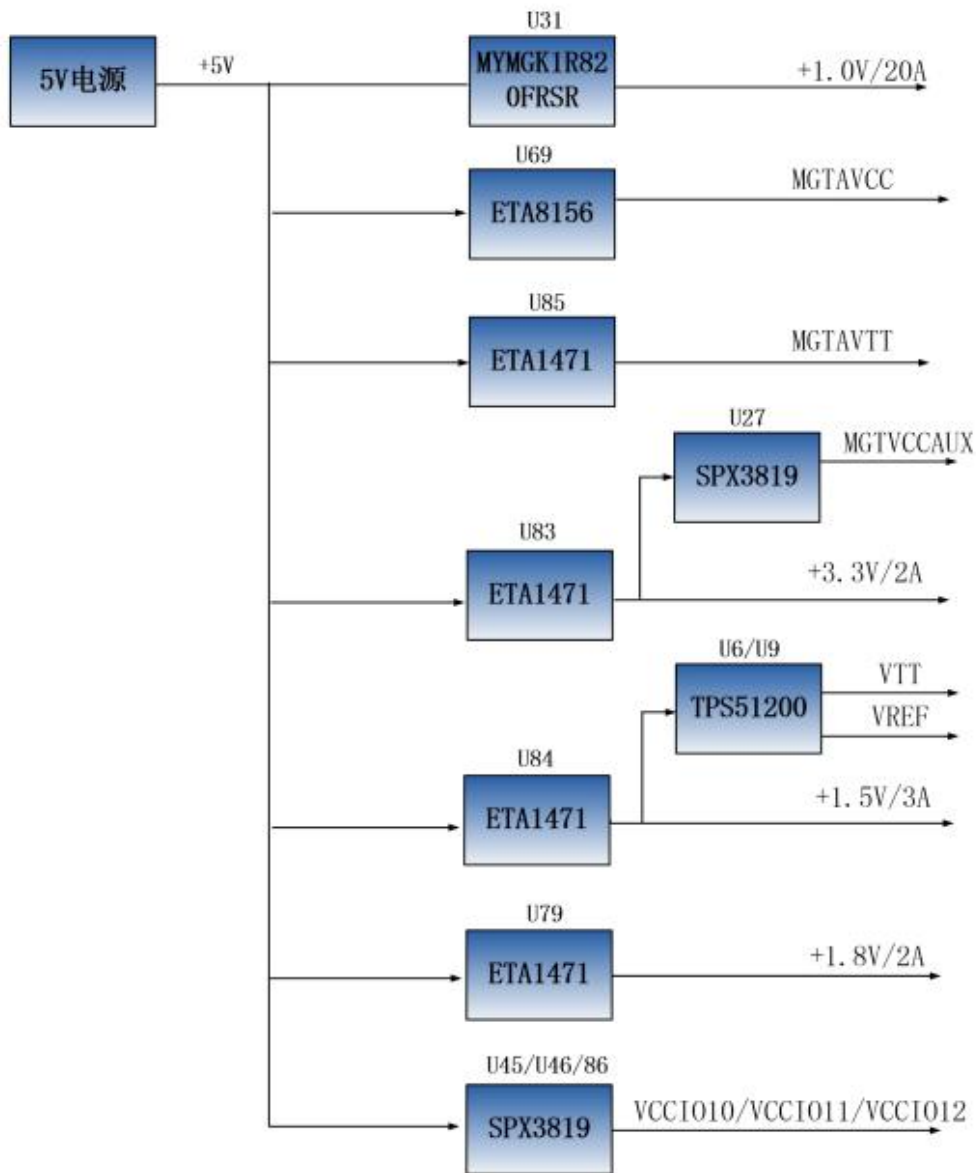 U31
5V电源
+5V
MYMGK1R82
0FRSR
+1.0V/20A
U69
ETA8156
MGTAVCC
U85
ETA1471
MGTAVTT
U27
SPX3819
MGTVCCAUX
U83
ETA1471
+3.3V/2A
U6/U9
TPS51200
VTT
VREF
U84
ETA1471
+1.5V/3A
U79
ETA1471
+1.8V/2A
U45/U46/86
SPX3819
VCCIO10/VCCIO11/VCCIO12